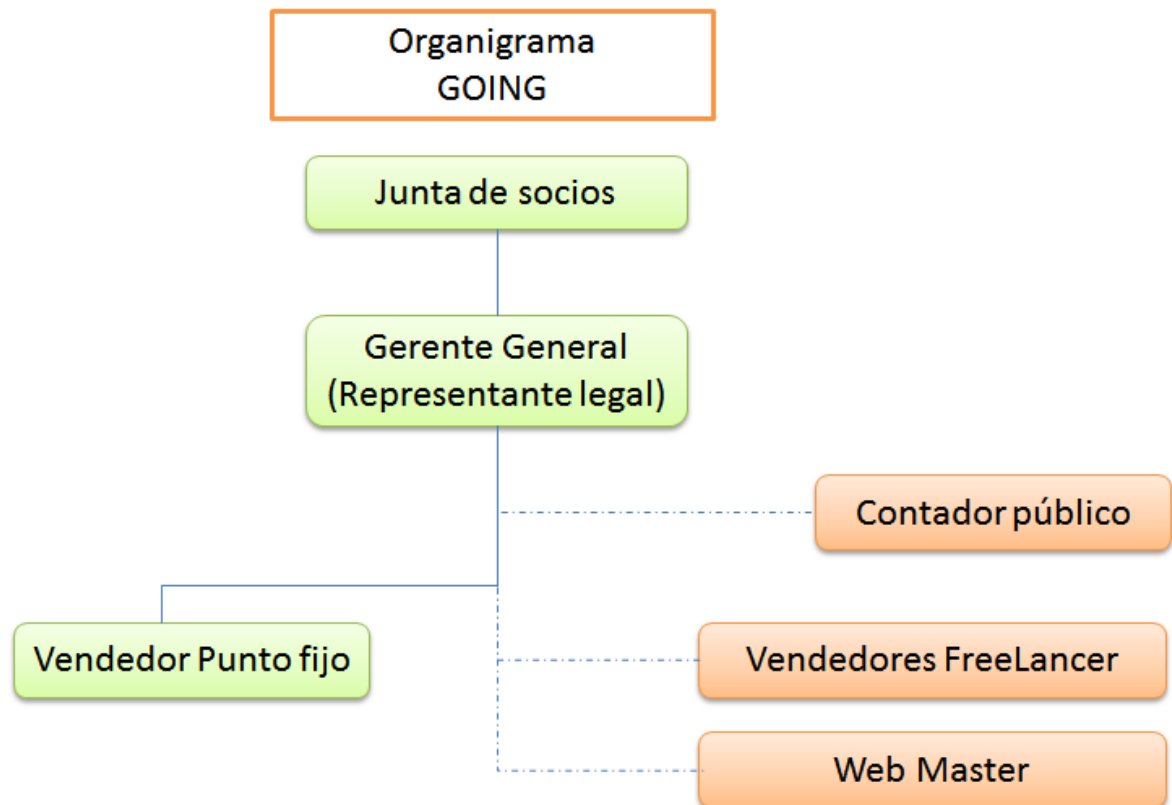 Organigrama
GOING
Junta de socios
Gerente General
(Representante legal)
Contador público
Vendedor Punto fijo
Vendedores FreeLancer
Web Master